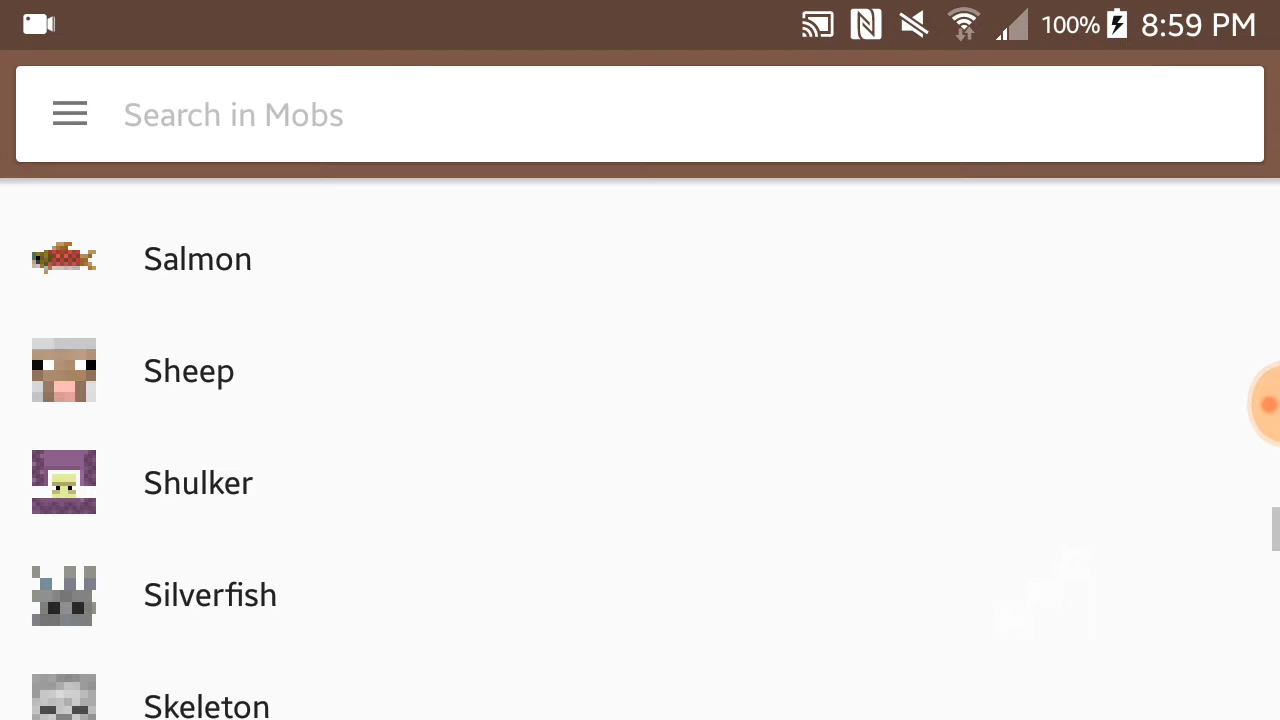 100% 8:59 PM
Search in Mobs
Salmon
Sheep
Shulker
Silverfish
Skeleton